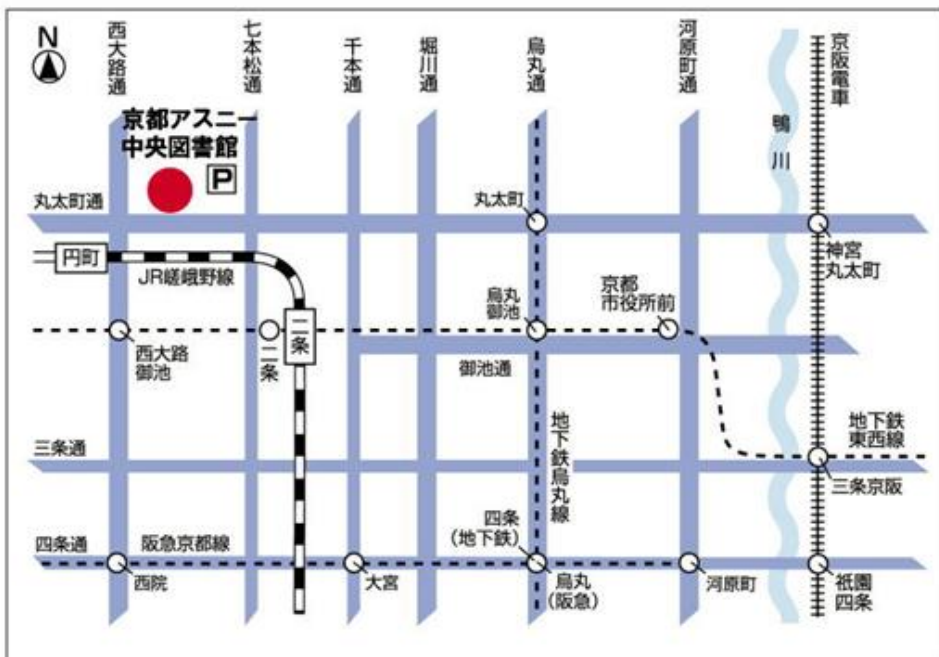 N
西大路通
七本松通
千本通
堀川通
烏丸通
河原町通
京阪電車
京都アスニー
中央図書館
P
鴨川
丸太町通
丸太町
神宮
丸太町
円町
JR嵯峨野線
京都
市役所前
烏丸
御池
西大路
御池
二条
二条
御池通
三条通
地下鉄烏丸線
地下鉄
東西線
三条京阪
四条通
阪急京都線
四条
(地下鉄)
西院
大宮
烏丸
(阪急)
河原町
祇園
四条